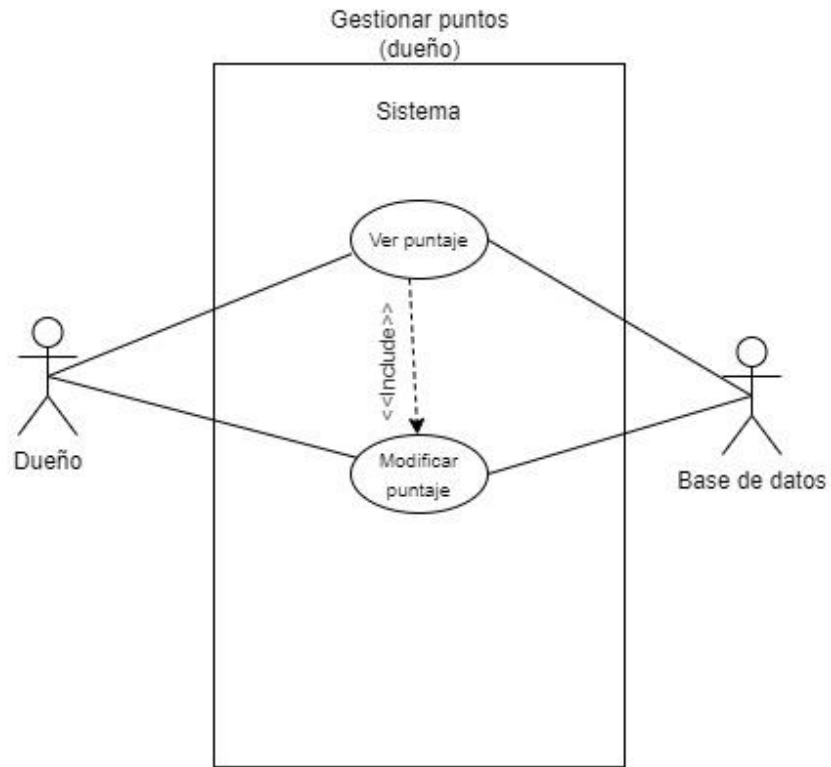 Gestionar puntos
(dueño)
Sistema
Ver puntaje
<<Include>>
Modificar
puntaje
Dueño
Base de datos